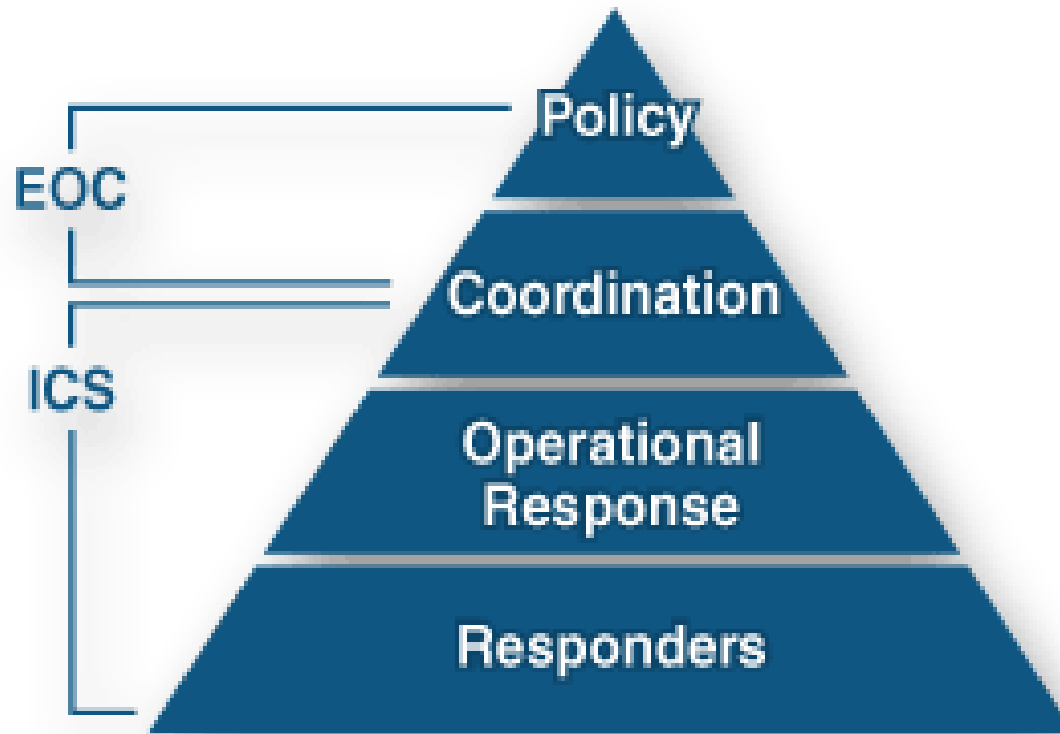 Policy
EOC
Coordination
ICS
Operational
Response
Responders